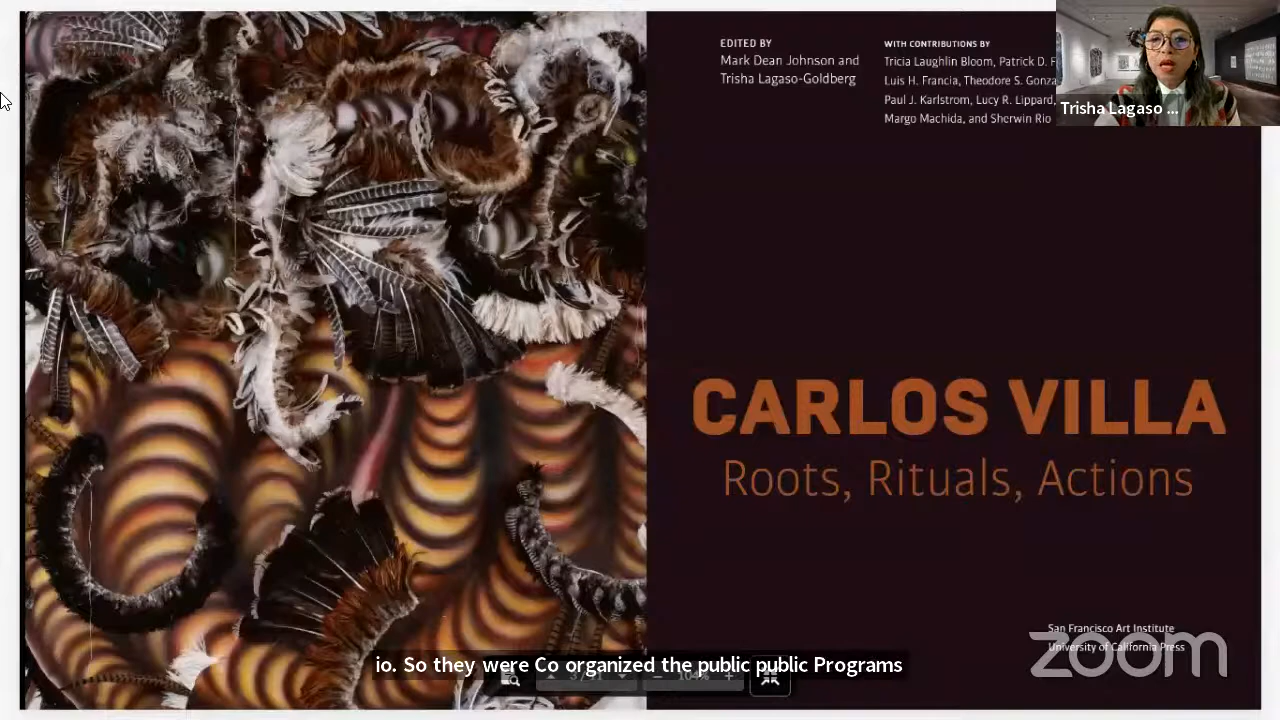 EDITED BY
Mark Dean Johnson and
Trisha Lagaso-Goldberg
WITH CONTRIBUTIONS BY
Tricia Laughlin Bloom, Patrick D. F
Luis H. Francia, Theodore S. Gonza
Paul J. Karlstrom, Lucy R. Lippard,
Margo Machida, and Sherwin Rio
Trisha Lagaso ...
CARLOS VILLA
Roots, Rituals, Actions
San Francisco Art Institute
University of California Press
zoom
io. So they were Co organized the public public Programs